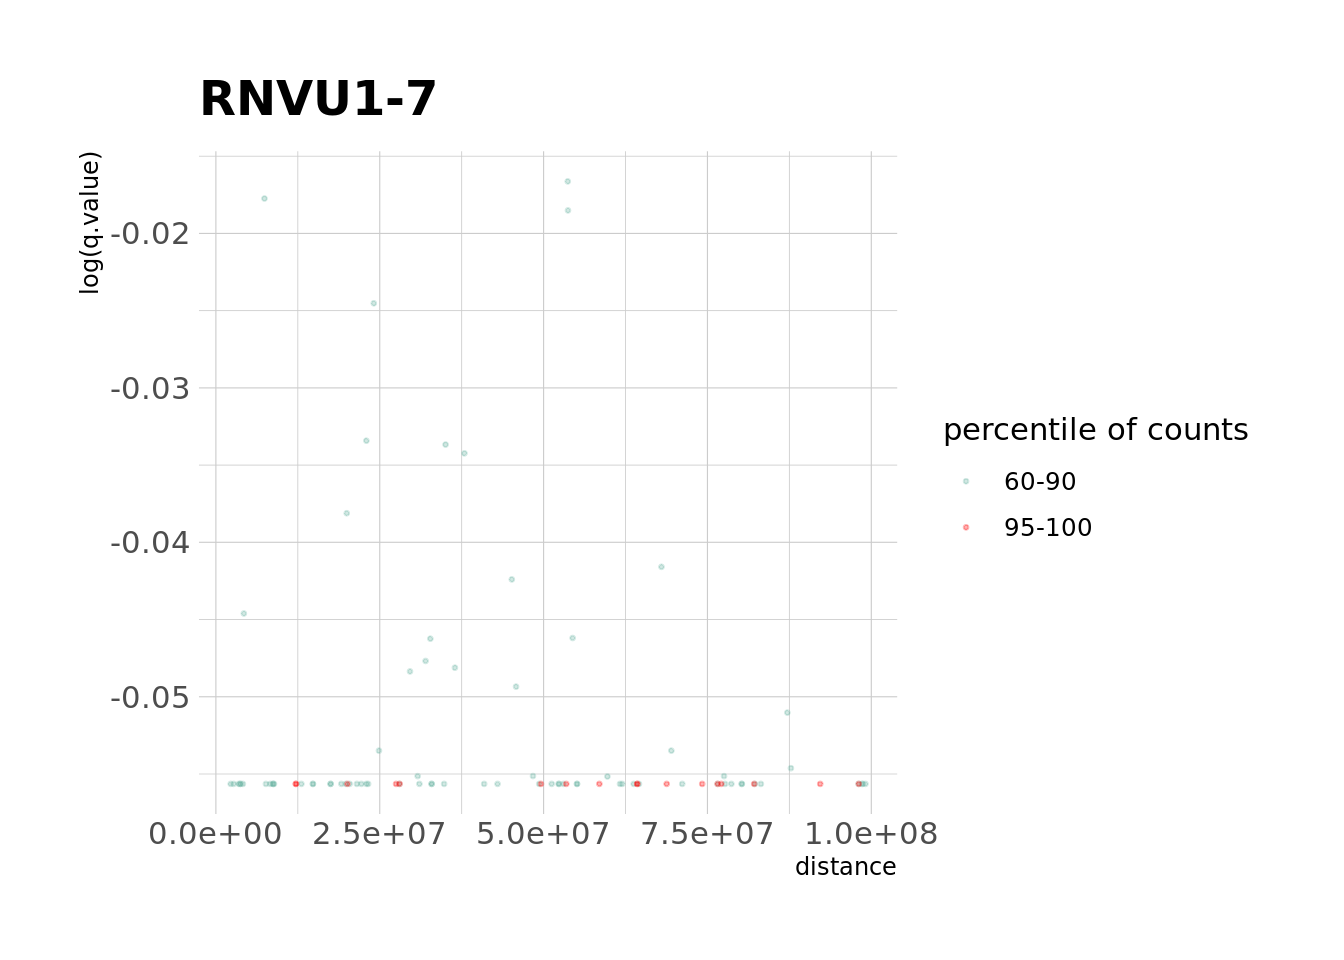 RNVU1-7
log(q.value)
-0.02
-0.03
-0.04
-0.05
0.0e+00 2.5e+07 5.0e+07 7.5e+07 1.0e+08
distance
percentile of counts
60-90
95-100